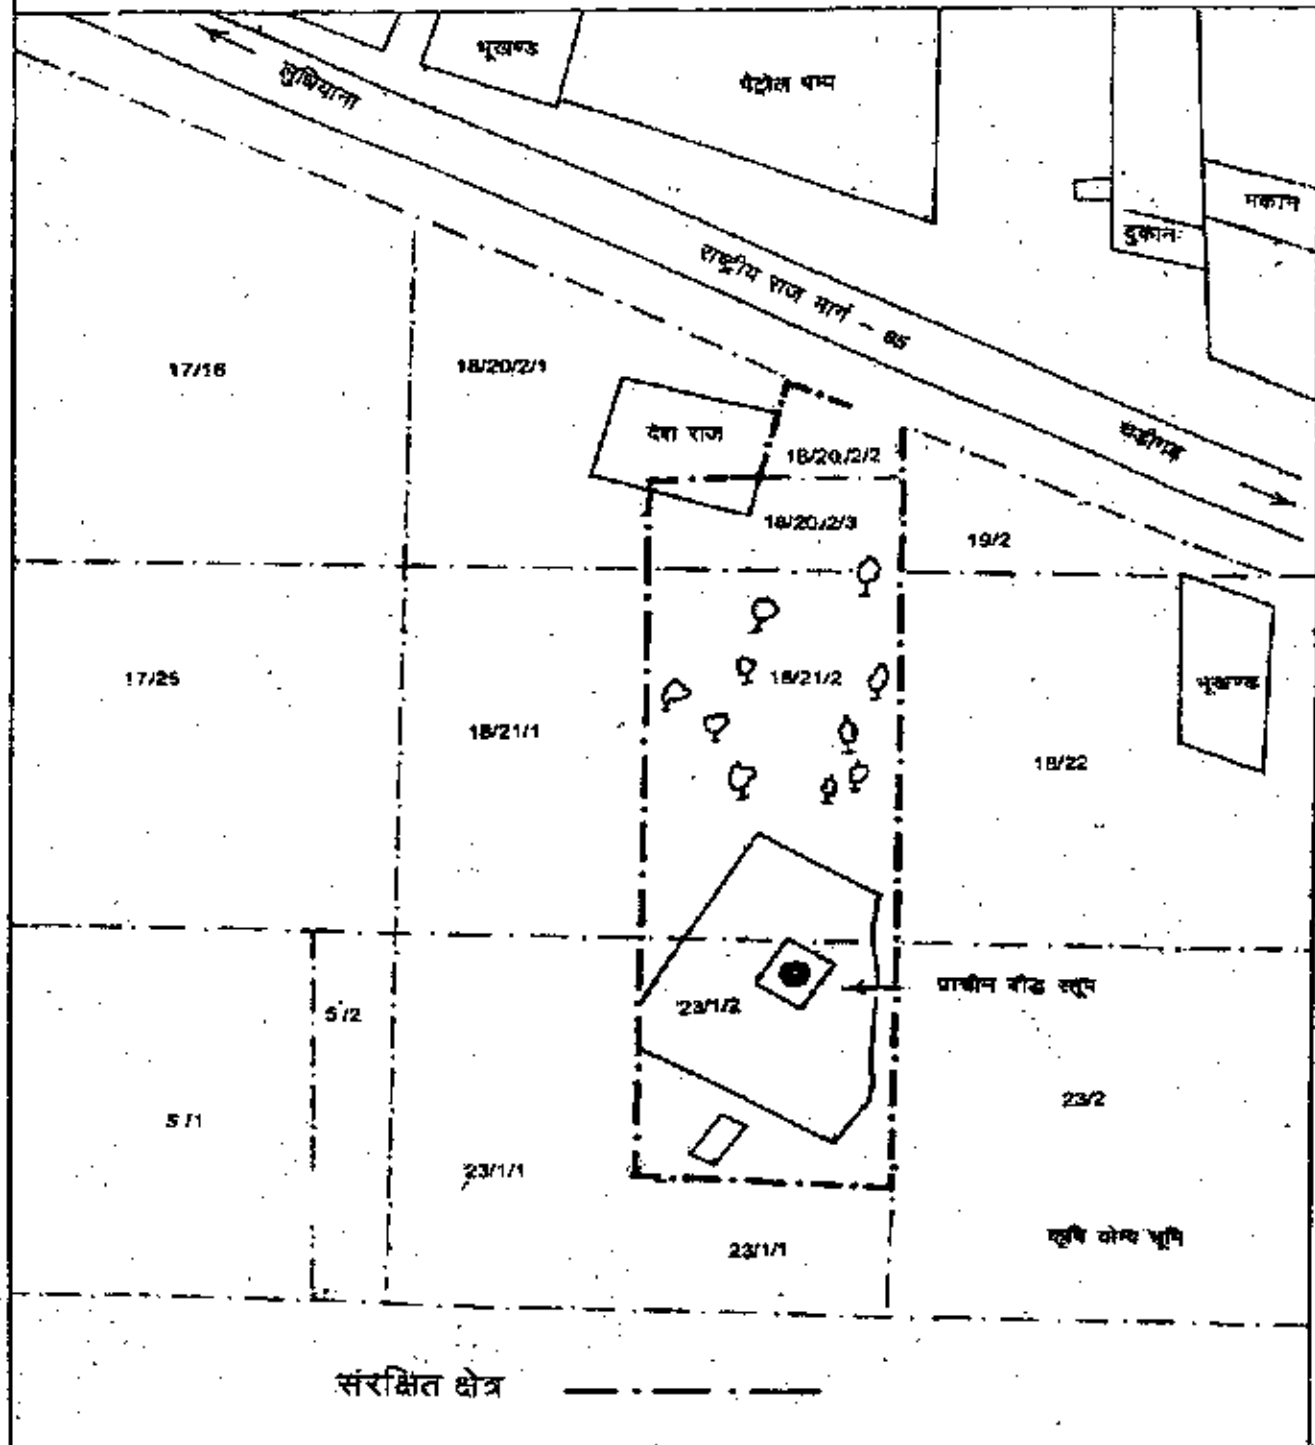 भूखण्ड
पेट्रोल पम्प
लुधियाना
मकान
दुकान
राष्ट्रीय राज मार्ग - 95
17/16
18/20/2/1
देश राज
18/20/2/2
चंडीगढ़
18/20/2/3
19/2
17/25
18/21/2
भूखण्ड
18/21/1
18/22
प्राचीन बौद्ध स्तूप
5/2
23/1/2
5/1
23/2
23/1/1
23/1/1
कृषि योग्य भूमि
संरक्षित क्षेत्र